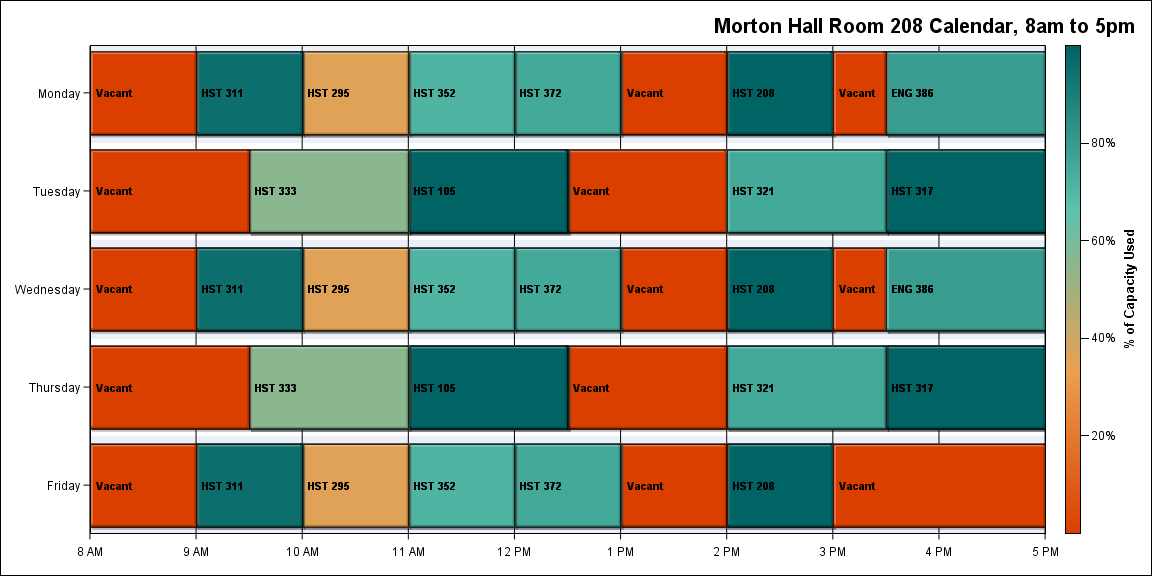 Morton Hall Room 208 Calendar, 8am to 5pm
Monday
Vacant
HST 311
HST 295
HST 352
HST 372
Vacant
HST 208
Vacant
ENG 386
Tuesday
Vacant
HST 333
HST 105
Vacant
HST 321
HST 317
Wednesday
Vacant
HST 311
HST 295
HST 352
HST 372
Vacant
HST 208
Vacant
ENG 386
Thursday
Vacant
HST 333
HST 105
Vacant
HST 321
HST 317
Friday
Vacant
HST 311
HST 295
HST 352
HST 372
Vacant
HST 208
Vacant
8 AM
9 AM
10 AM
11 AM
12 PM
1 PM
2 PM
3 PM
4 PM
5 PM
80%
60%
40%
20%
% of Capacity Used